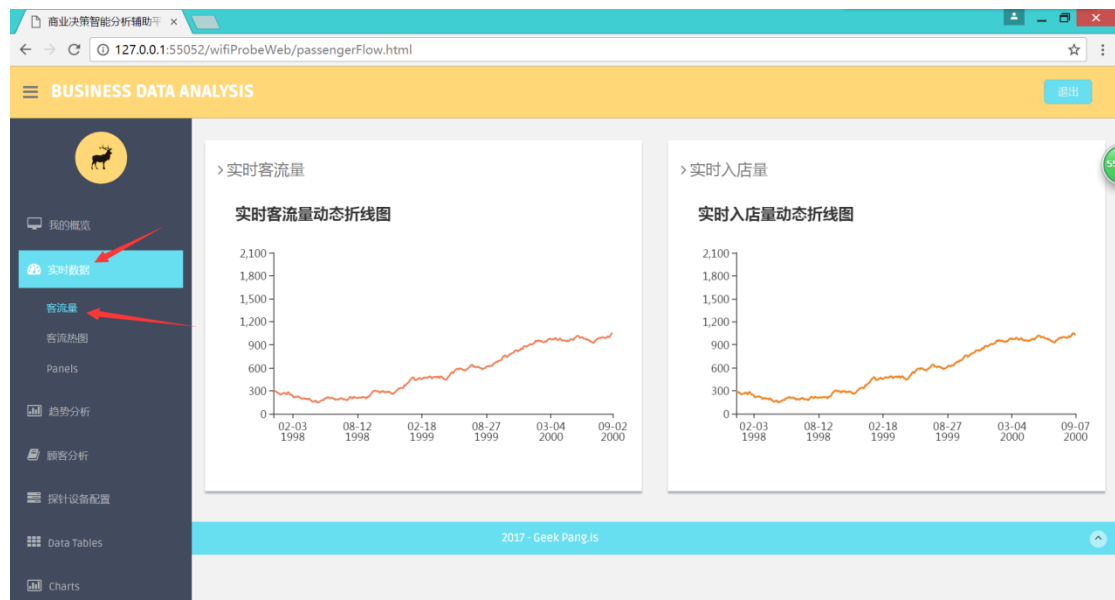 商业决策智能分析辅助平
127.0.0.1:55052/wifiProbeWeb/passengerFlow.html
BUSINESS DATA ANALYSIS
退出
我的概览
实时数据
客流量
客流热图
Panels
趋势分析
顾客分析
探针设备配置
Data Tables
Charts
实时客流量
实时客流量动态折线图
2,100
1,800
1,500
1,200
900
600
300
0
02-03 08-12 02-18 08-27 03-04 09-02
1998 1998 1999 1999 2000 2000
实时入店量
实时入店量动态折线图
2,100
1,800
1,500
1,200
900
600
300
0
02-03 08-12 02-18 08-27 03-04 09-07
1998 1998 1999 1999 2000 2000
2017 - Geek Pang.is